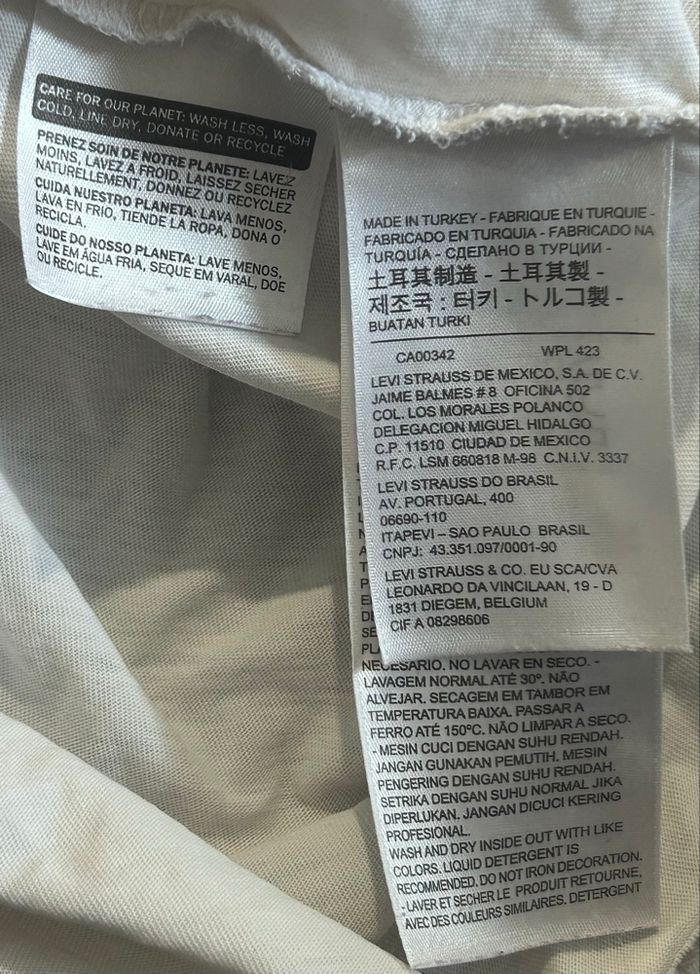 CARE FOR OUR PLANET: WASH LESS, WASH
COLD, LINE DRY, DONATE OR RECYCLE
PRENEZ SOIN DE NOTRE PLANETE: LAVEZ
MOINS, LAVEZ A FROID, LAISSEZ SECHER
NATURELLEMENT, DONNEZ OU RECYCLEZ
CUIDA NUESTRO PLANETA: LAVA MENOS,
LAVA EN FRIO, TIENDE LA ROPA, DONA O
RECICLA.
CUIDE DO NOSSO PLANETA: LAVE MENOS,
LAVE EM ÁGUA FRIA, SEQUE EM VARAL, DOE
OU RECICLE.
MADE IN TURKEY - FABRIQUE EN TURQUIE -
FABRICADO EN TURQUIA - FABRICADO NA
TURQUÍA - СДЕЛАНО В ТУРЦИИ -
土耳其制造 - 土耳其製 -
제조국 : 터키 - トルコ製 -
BUATAN TURKI
CA00342 WPL 423
LEVI STRAUSS DE MEXICO, S.A. DE C.V.
JAIME BALMES # 8 OFICINA 502
COL. LOS MORALES POLANCO
DELEGACION MIGUEL HIDALGO
C.P. 11510 CIUDAD DE MEXICO
R.F.C. LSM 660818 M-98 C.N.I.V. 3337
LEVI STRAUSS DO BRASIL
AV. PORTUGAL, 400
06690-110
ITAPEVI – SAO PAULO BRASIL
CNPJ: 43.351.097/0001-90
LEVI STRAUSS & CO. EU SCA/CVA
LEONARDO DA VINCILAAN, 19 - D
1831 DIEGEM, BELGIUM
CIF A 08298606
NECESARIO. NO LAVAR EN SECO. -
LAVAGEM NORMAL ATÉ 30º. NÃO
ALVEJAR. SECAGEM EM TAMBOR EM
TEMPERATURA BAIXA. PASSAR A
FERRO ATÉ 150ºC. NÃO LIMPAR A SECO.
- MESIN CUCI DENGAN SUHU RENDAH.
JANGAN GUNAKAN PEMUTIH. MESIN
PENGERING DENGAN SUHU RENDAH.
SETRIKA DENGAN SUHU NORMAL JIKA
DIPERLUKAN. JANGAN DICUCI KERING
PROFESIONAL.
WASH AND DRY INSIDE OUT WITH LIKE
COLORS. LIQUID DETERGENT IS
RECOMMENDED. DO NOT IRON DECORATION.
- LAVER ET SECHER LE PRODUIT RETOURNE,
AVEC DES COULEURS SIMILAIRES. DETERGENT